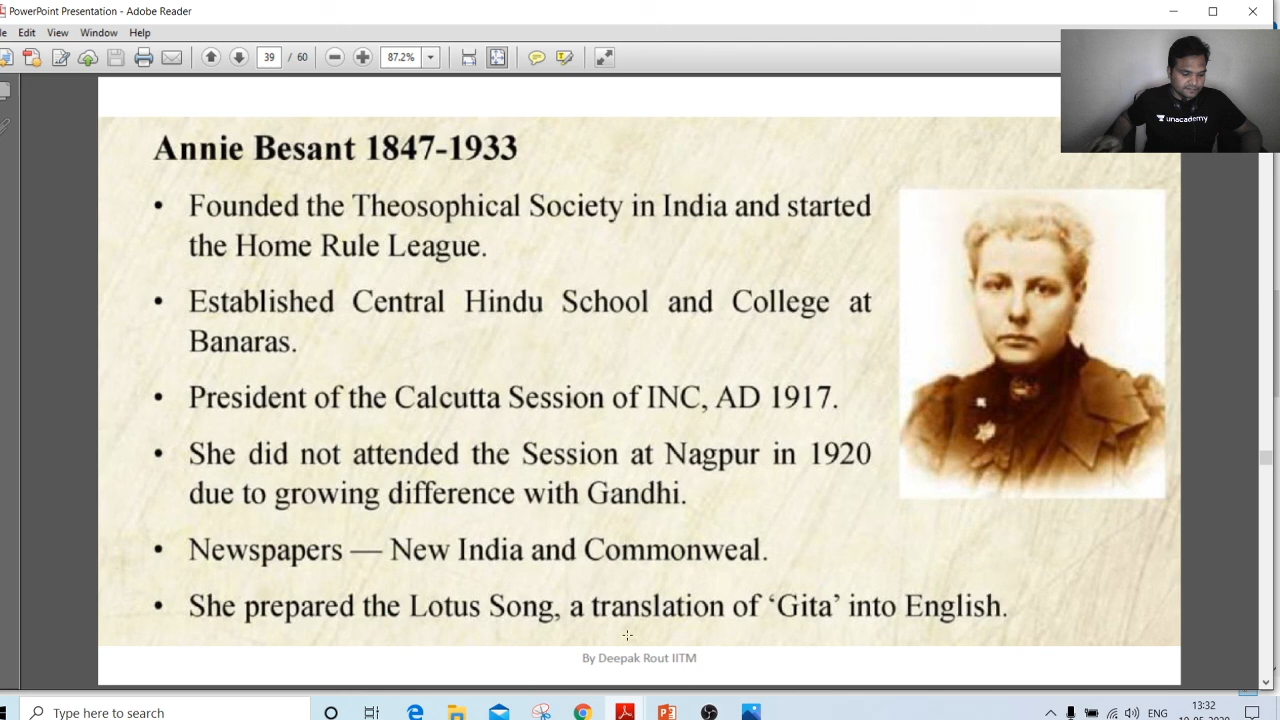 PowerPoint Presentation - Adobe Reader
le Edit View Window Help
39 / 60 87.2%
unacademy
Annie Besant 1847-1933
• Founded the Theosophical Society in India and started
the Home Rule League.
• Established Central Hindu School and College at
Banaras.
• President of the Calcutta Session of INC, AD 1917.
• She did not attended the Session at Nagpur in 1920
due to growing difference with Gandhi.
• Newspapers — New India and Commonweal.
• She prepared the Lotus Song, a translation of ‘Gita’ into English.
By Deepak Rout IITM
Type here to search
ENG
13:32